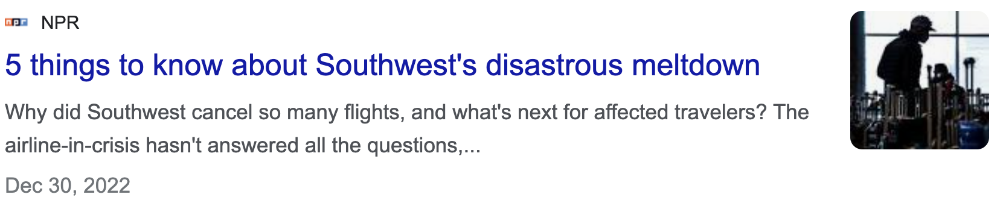 npr NPR
5 things to know about Southwest's disastrous meltdown
Why did Southwest cancel so many flights, and what's next for affected travelers? The
airline-in-crisis hasn't answered all the questions,...
Dec 30, 2022